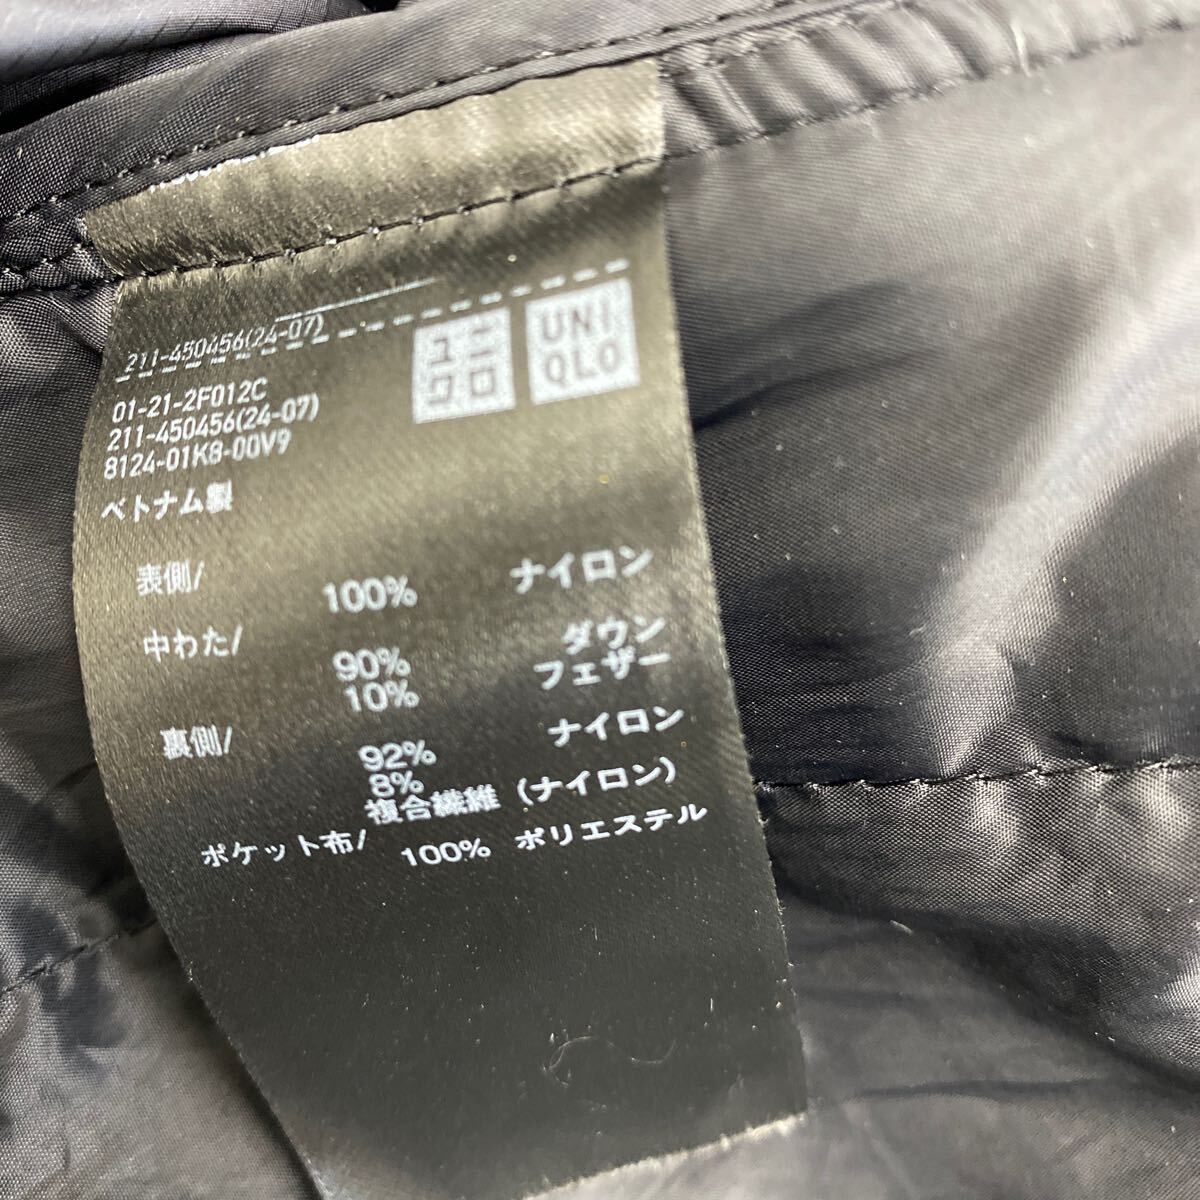 211-450456(24-07)
ユニ
クロ
UNI
QLO
01-21-2F012C
211-450456(24-07)
8124-01K8-00V9
ベトナム製
表側/
100% ナイロン
中わた/
90% ダウン
10% フェザー
裏側/
92% ナイロン
8%
複合繊維(ナイロン)
ポケット布/
100% ポリエステル